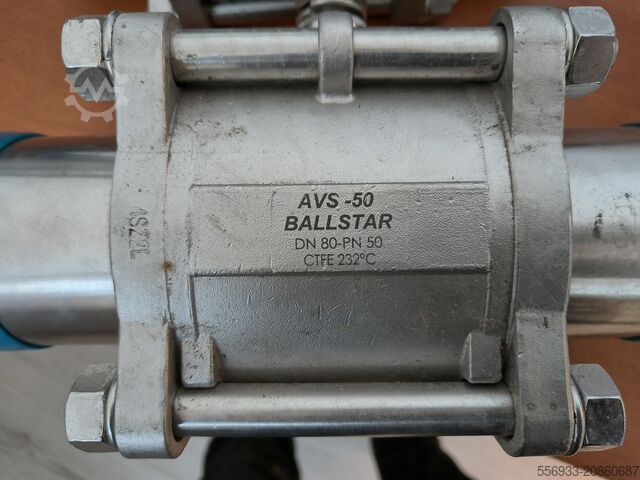 AVS -50
BALLSTAR
DN 80-PN 50
CTFE 232°C
556933-20860687